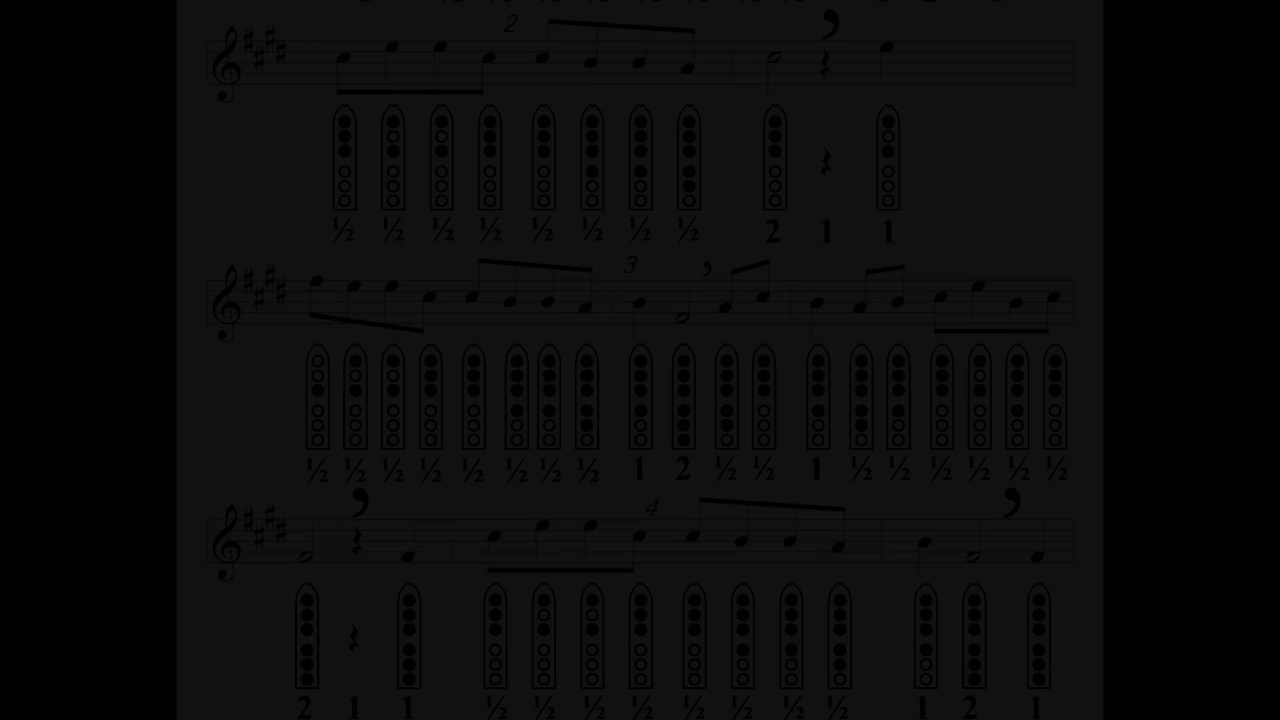 2
½ ½ ½ ½ ½ ½ ½ ½ 2 1 1
3
½ ½ ½ ½ ½ ½ ½ ½ 1 2 ½ ½ 1 ½ ½ ½ ½ ½ ½
4
2 1 1 ½ ½ ½ ½ ½ ½ ½ ½ 1 2 1